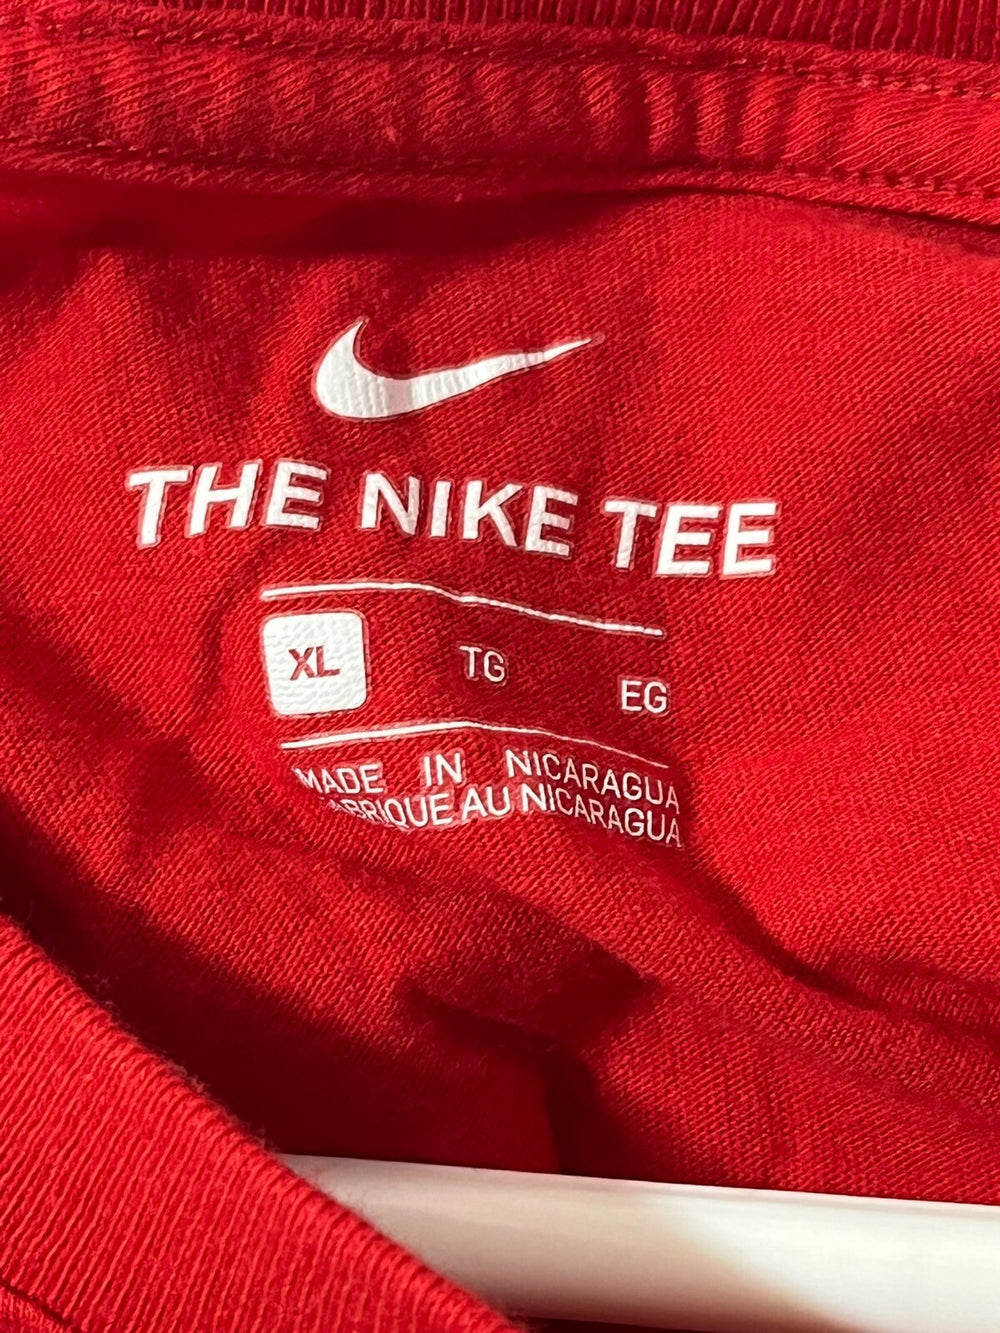 THE NIKE TEE
XL TG EG
MADE IN NICARAGUA
FABRIQUE AU NICARAGUA